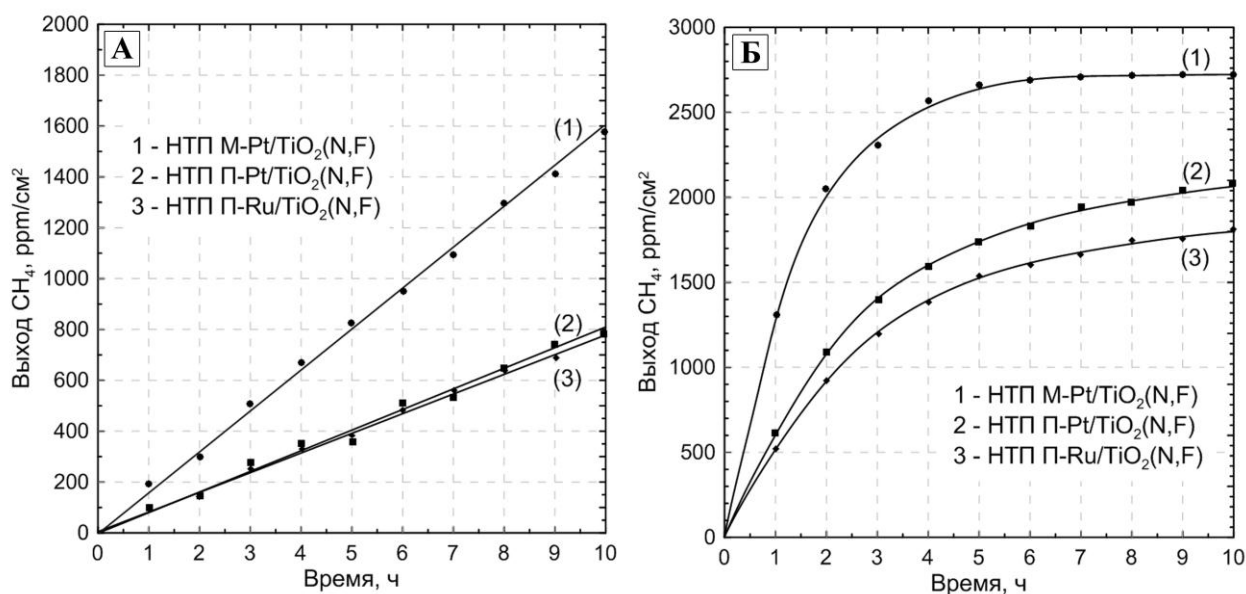 А
Выход CH₄, ppm/см²
2000
1800
1600
1400
1200
1000
800
600
400
200
0
1 - НТП М-Pt/TiO₂(N,F)
2 - НТП П-Pt/TiO₂(N,F)
3 - НТП П-Ru/TiO₂(N,F)
(1)
(2)
(3)
0 1 2 3 4 5 6 7 8 9 10
Время, ч
Б
Выход CH₄, ppm/см²
3000
2500
2000
1500
1000
500
0
(1)
(2)
(3)
1 - НТП М-Pt/TiO₂(N,F)
2 - НТП П-Pt/TiO₂(N,F)
3 - НТП П-Ru/TiO₂(N,F)
0 1 2 3 4 5 6 7 8 9 10
Время, ч